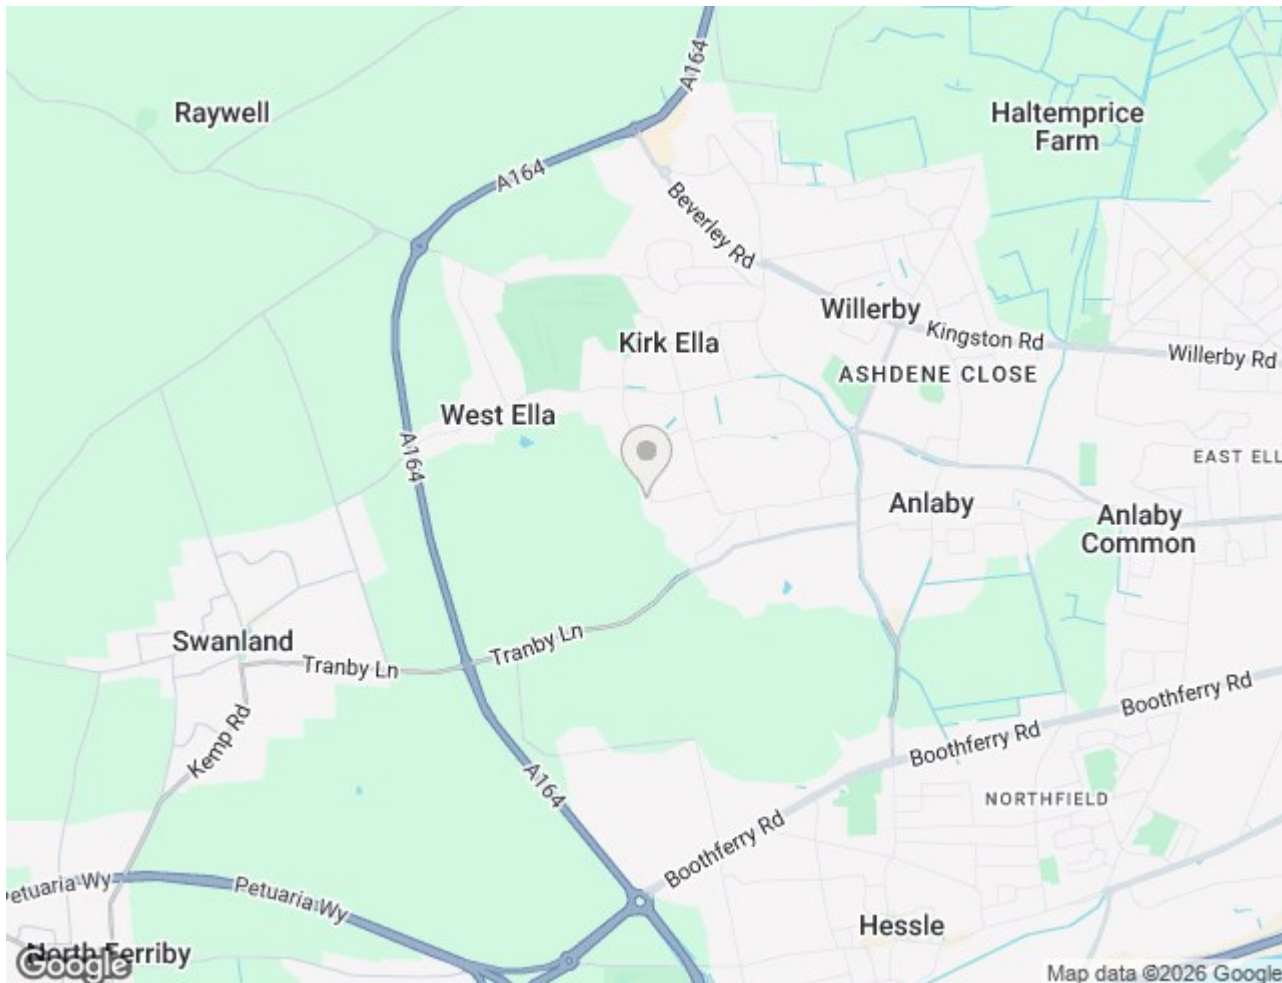 A164
Raywell
Haltemprice
Farm
A164
Beverley Rd
Willerby
Kingston Rd
Willerby Rd
Kirk Ella
ASHDENE CLOSE
West Ella
A164
EAST ELL
Anlaby
Anlaby
Common
Swanland
Tranby Ln
Tranby Ln
Kemp Rd
Boothferry Rd
Boothferry Rd
A164
NORTHFIELD
Boothferry Rd
Petuaria Wy
Petuaria Wy
Hessle
North Ferriby
Google
Map data ©2026 Google